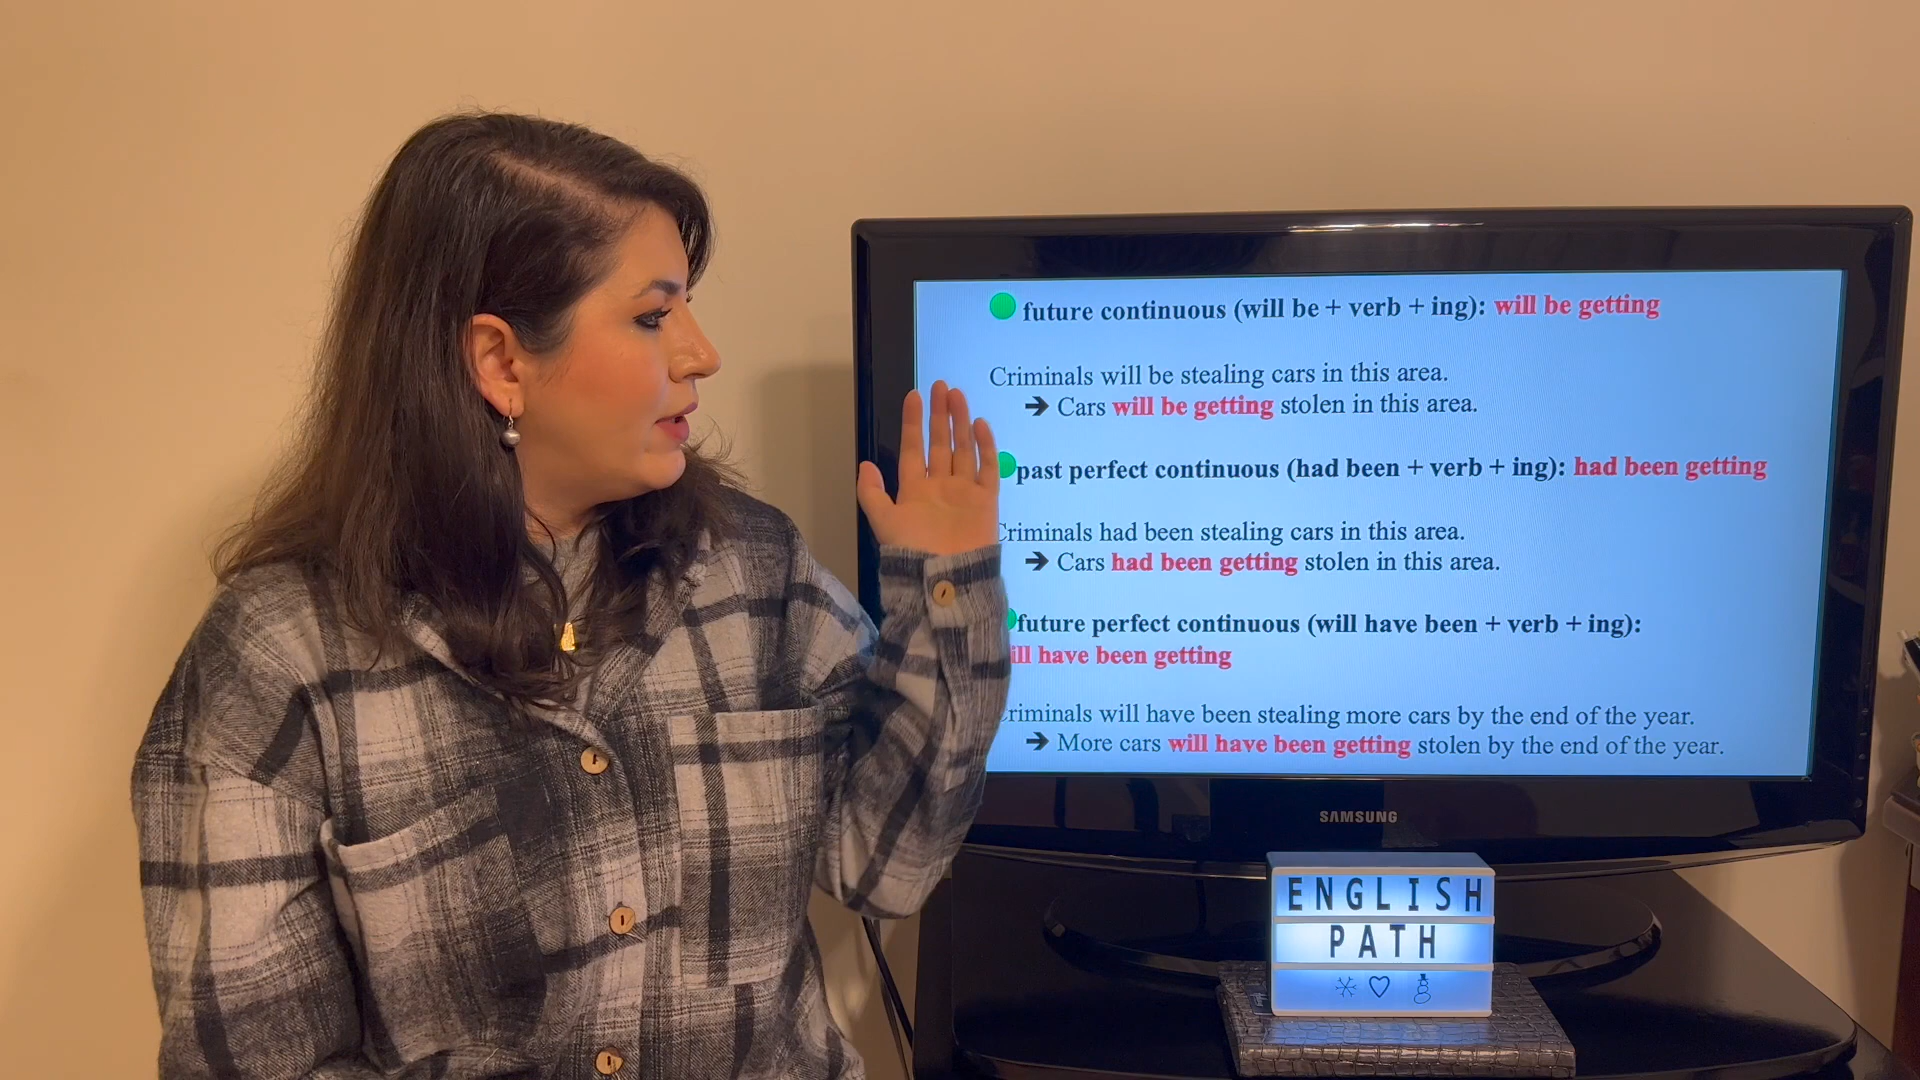 future continuous (will be + verb + ing): will be getting
Criminals will be stealing cars in this area.
➔ Cars will be getting stolen in this area.
past perfect continuous (had been + verb + ing): had been getting
Criminals had been stealing cars in this area.
➔ Cars had been getting stolen in this area.
future perfect continuous (will have been + verb + ing):
will have been getting
Criminals will have been stealing more cars by the end of the year.
➔ More cars will have been getting stolen by the end of the year.
SAMSUNG
ENGLISH
PATH